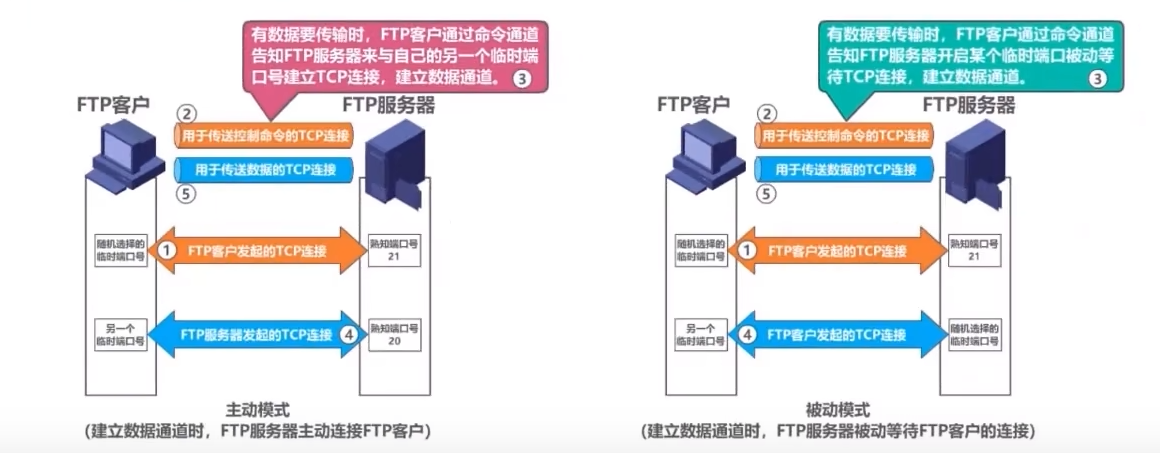 有数据要传输时，FTP客户通过命令通道
告知FTP服务器来与自己的另一个临时端
口号建立TCP连接，建立数据通道。 ③
FTP客户
FTP服务器
②
用于传送控制命令的TCP连接
用于传送数据的TCP连接
⑤
随机选择的
临时端口号
① FTP客户发起的TCP连接
熟知端口号
21
另一个
临时端口号
FTP服务器发起的TCP连接 ④
熟知端口号
20
主动模式
(建立数据通道时，FTP服务器主动连接FTP客户)
有数据要传输时，FTP客户通过命令通道
告知FTP服务器开启某个临时端口被动等
待TCP连接，建立数据通道。 ③
FTP客户
FTP服务器
②
用于传送控制命令的TCP连接
用于传送数据的TCP连接
⑤
随机选择的
临时端口号
① FTP客户发起的TCP连接
熟知端口号
21
另一个
临时端口号
④ FTP客户发起的TCP连接
随机选择的
临时端口号
被动模式
(建立数据通道时，FTP服务器被动等待FTP客户的连接)